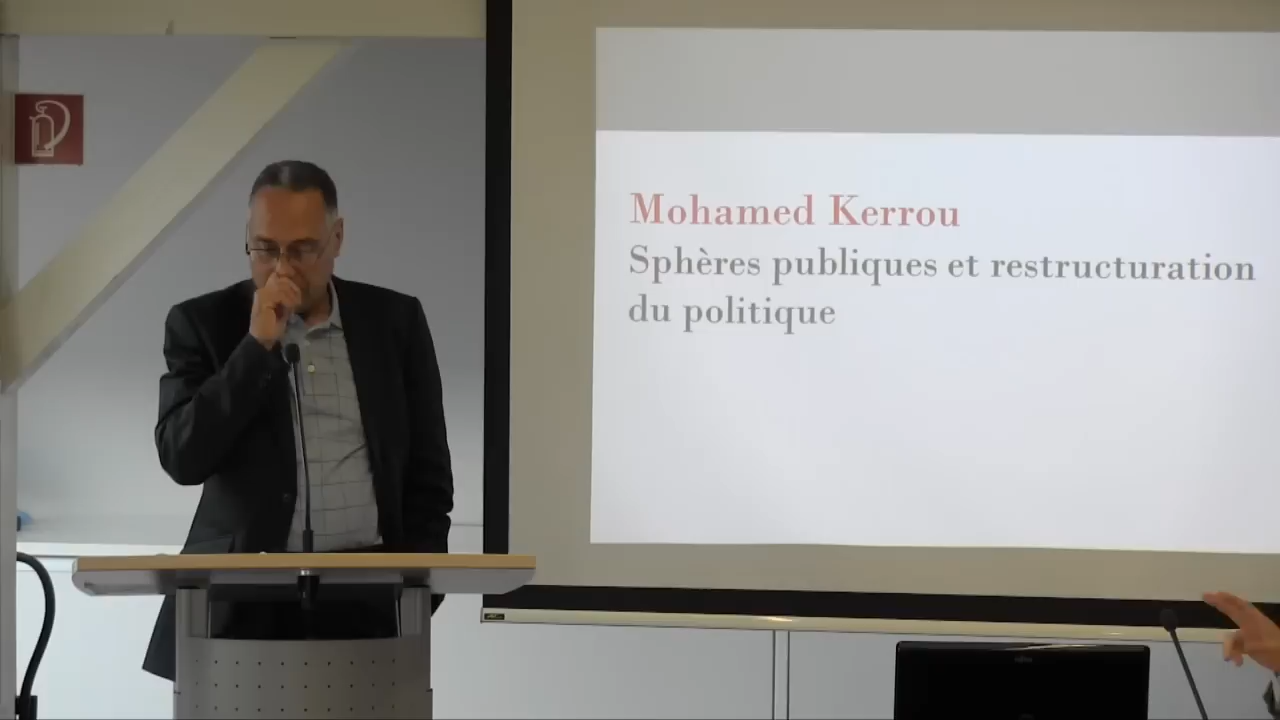 Mohamed Kerrou
Sphères publiques et restructuration
du politique